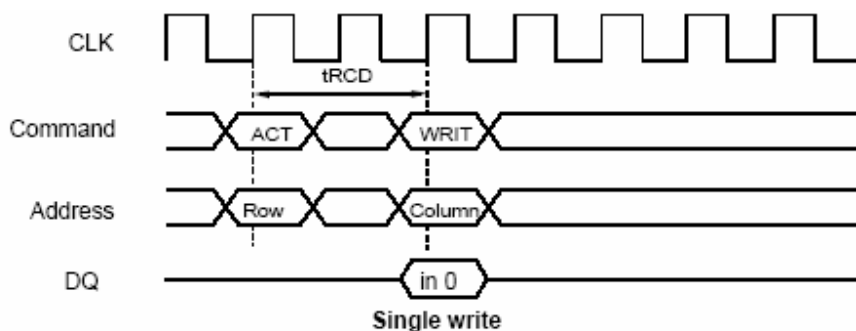 CLK
tRCD
Command ACT WRIT
Address Row Column
DQ in 0
Single write